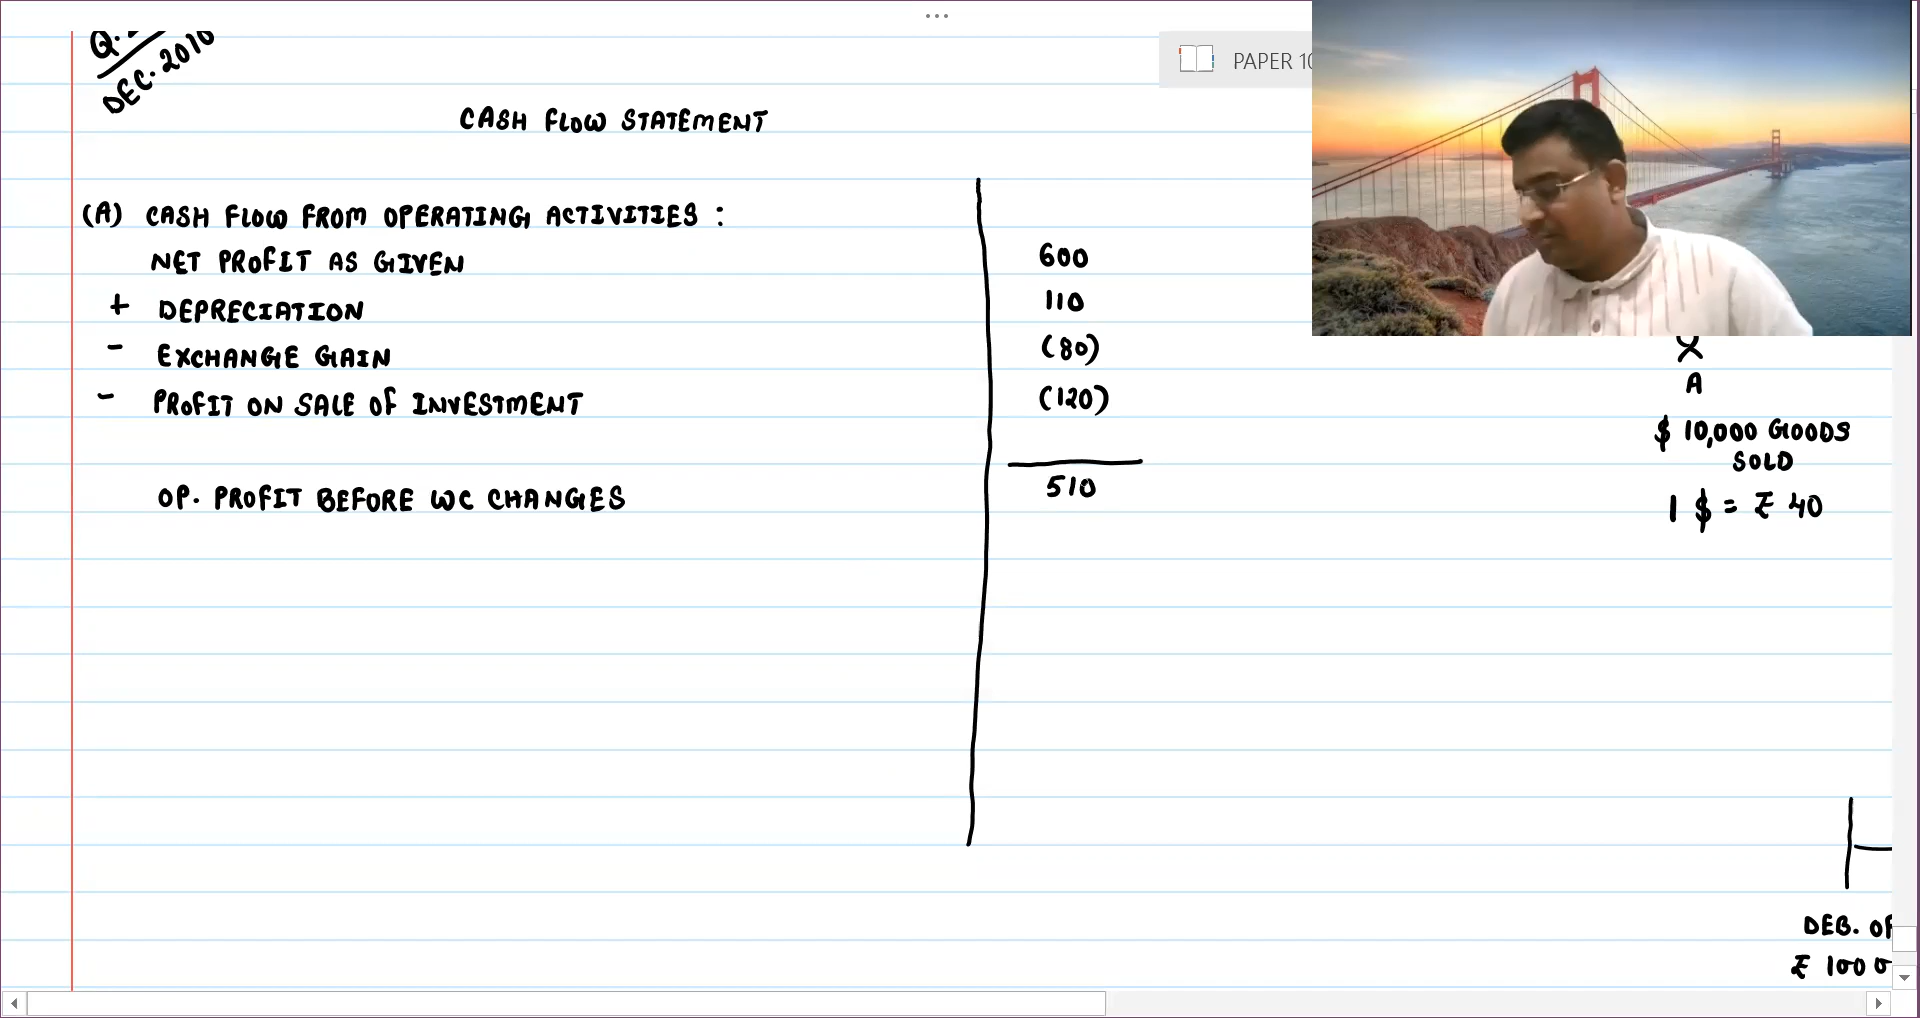 Q.
DEC. 2010
PAPER 10
CASH FLOW STATEMENT
(A) CASH FLOW FROM OPERATING ACTIVITIES :
NET PROFIT AS GIVEN 600
+ DEPRECIATION 110
- EXCHANGE GAIN (80)
- PROFIT ON SALE OF INVESTMENT (120)
OP. PROFIT BEFORE WC CHANGES 510
A
$ 10,000 GOODS
SOLD
1 $ = ₹ 40
DEB. OF
₹ 1000